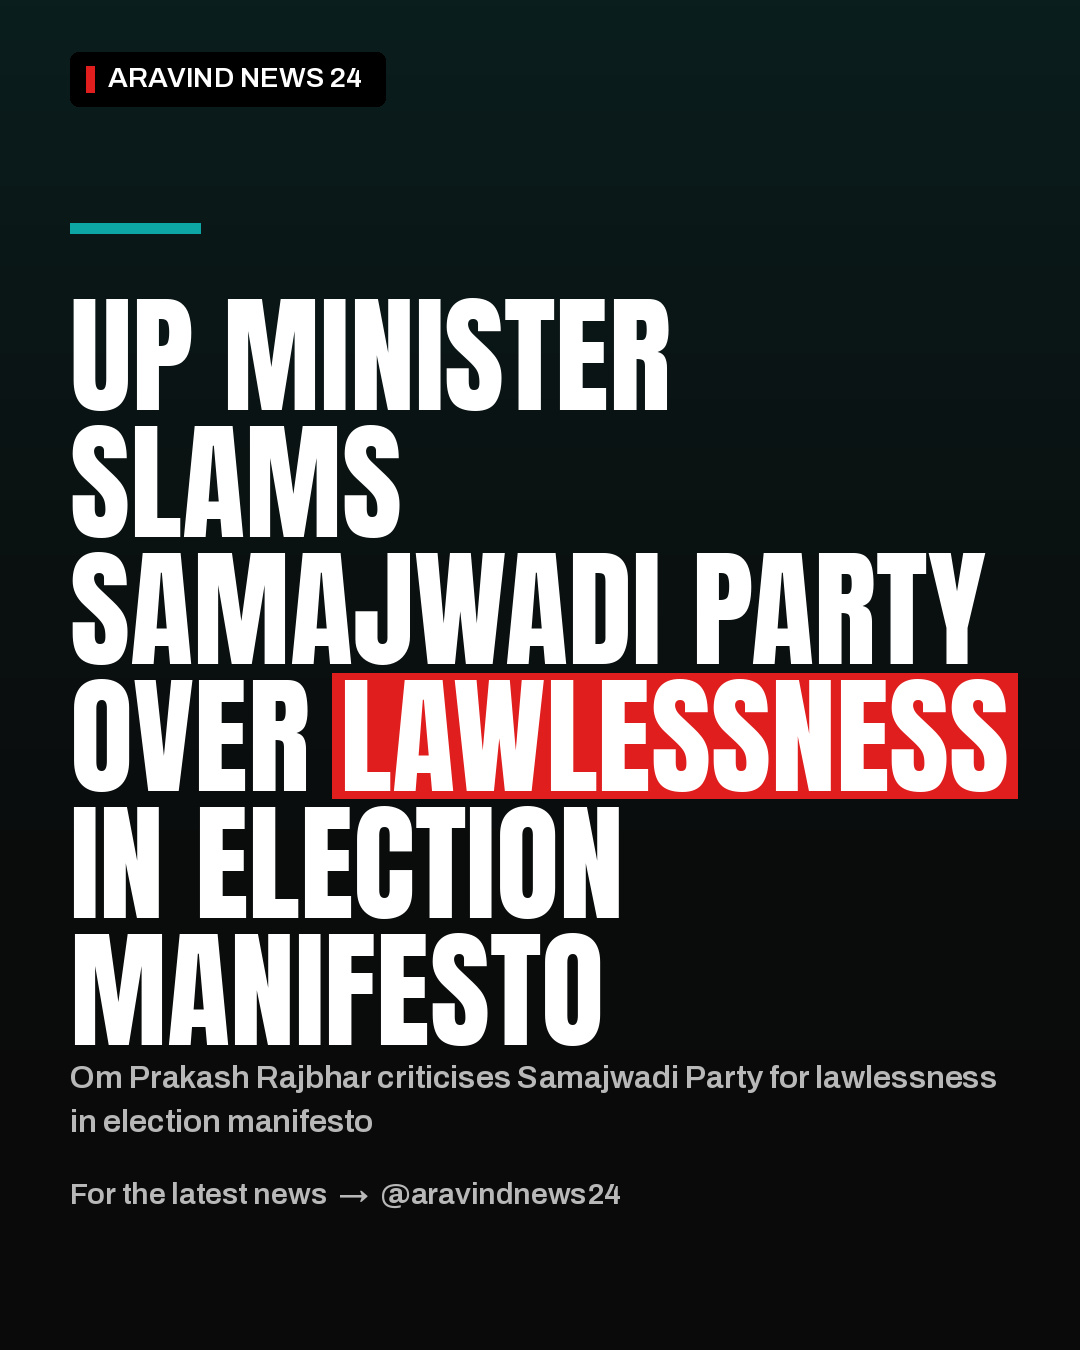 ARAVIND NEWS 24
UP MINISTER
SLAMS
SAMAJWADI PARTY
OVER LAWLESSNESS
IN ELECTION
MANIFESTO
Om Prakash Rajbhar criticises Samajwadi Party for lawlessness
in election manifesto
For the latest news → @aravindnews24